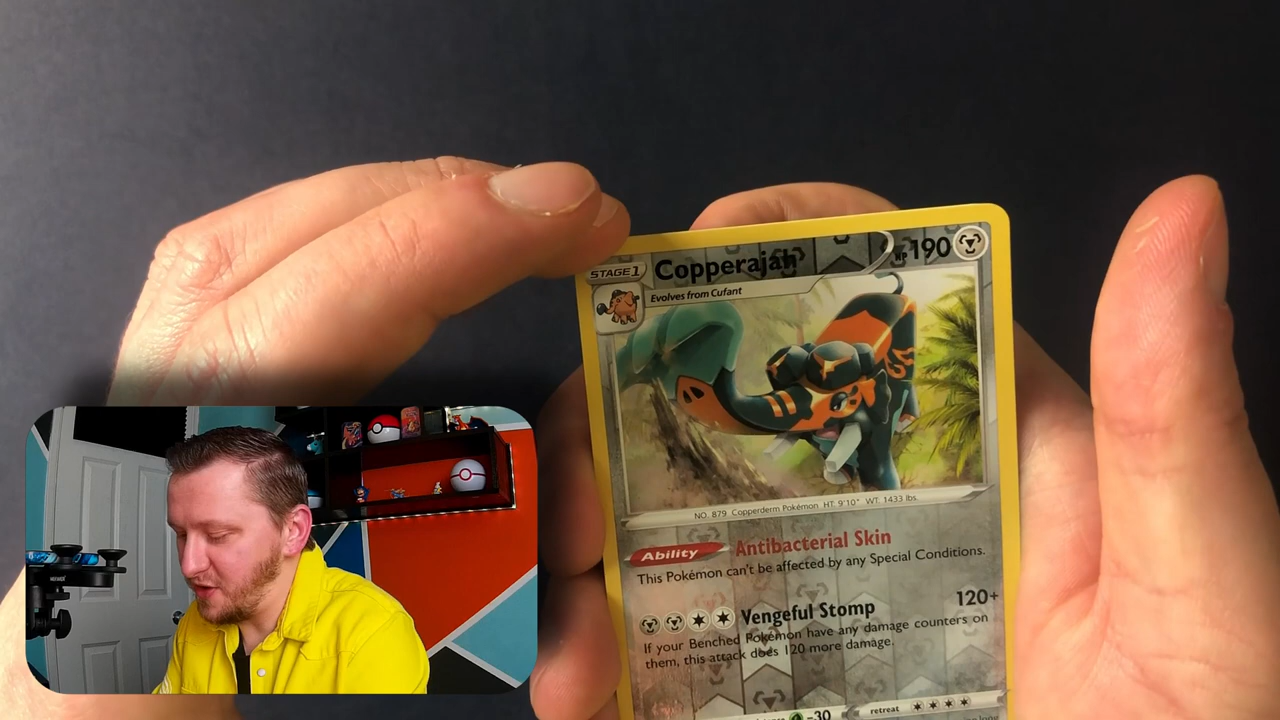 STAGE1
Copperajah
HP190
Evolves from Cufant
NO. 879 Copperderm Pokémon HT: 9'10" WT: 1433 lbs.
Ability Antibacterial Skin
This Pokémon can't be affected by any Special Conditions.
Vengeful Stomp 120+
If your Benched Pokémon have any damage counters on
them, this attack does 120 more damage.
-30
retreat